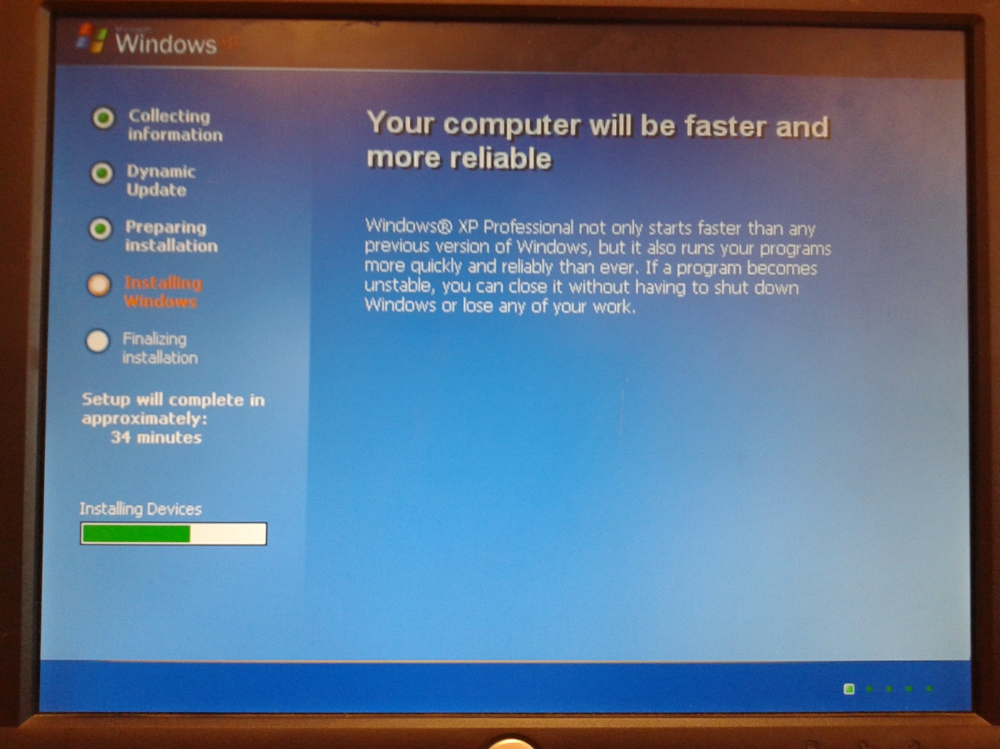 Microsoft
Windows xp
Collecting
information
Dynamic
Update
Preparing
installation
Installing
Windows
Finalizing
installation
Setup will complete in
approximately:
34 minutes
Installing Devices
Your computer will be faster and
more reliable
Windows® XP Professional not only starts faster than any
previous version of Windows, but it also runs your programs
more quickly and reliably than ever. If a program becomes
unstable, you can close it without having to shut down
Windows or lose any of your work.